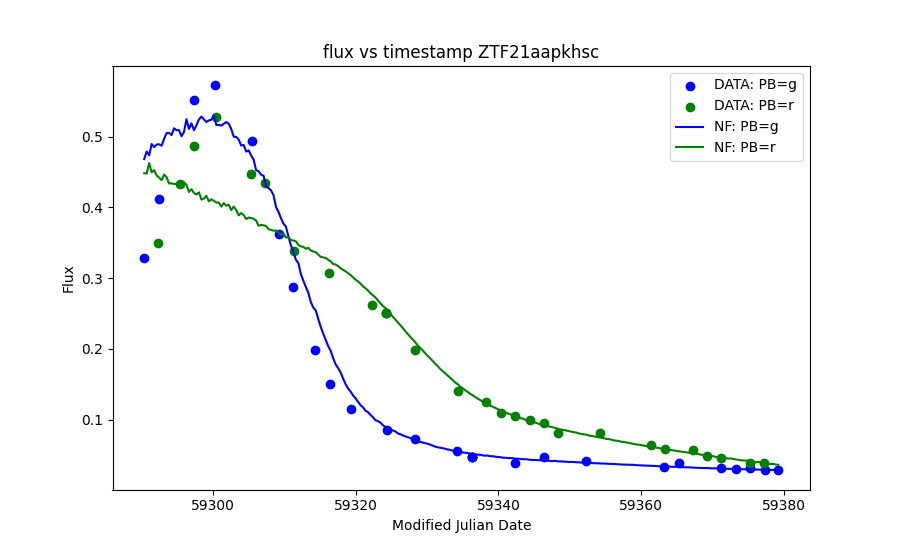 flux vs timestamp ZTF21aapkhsc
DATA: PB=g
DATA: PB=r
NF: PB=g
NF: PB=r
0.5
0.4
0.3
0.2
0.1
Flux
59300 59320 59340 59360 59380
Modified Julian Date